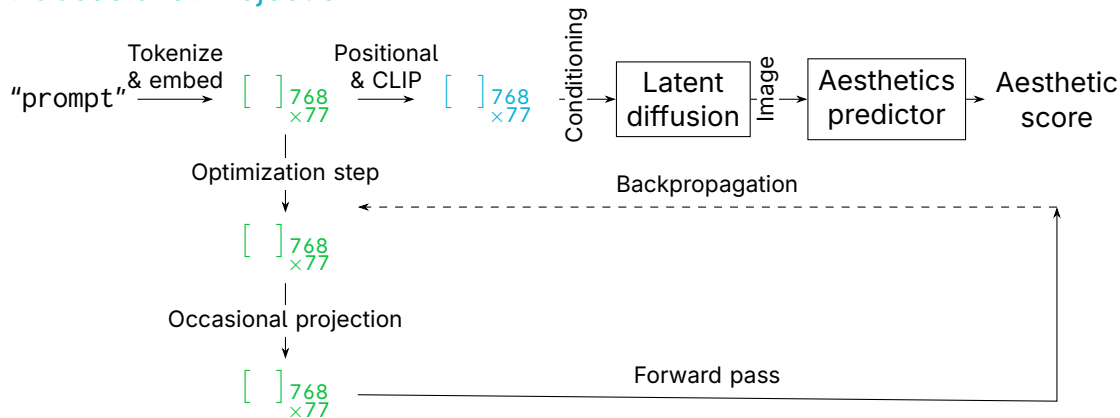 "prompt"
Tokenize
& embed
[ ]768
×77
Positional
& CLIP
[ ]768
×77
Conditioning
Latent
diffusion
Image
Aesthetics
predictor
Aesthetic
score
Optimization step
Backpropagation
[ ]768
×77
Occasional projection
[ ]768
×77
Forward pass